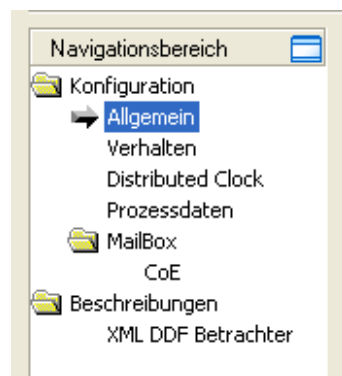 Navigationsbereich
Konfiguration
Allgemein
Verhalten
Distributed Clock
Prozessdaten
MailBox
CoE
Beschreibungen
XML DDF Betrachter